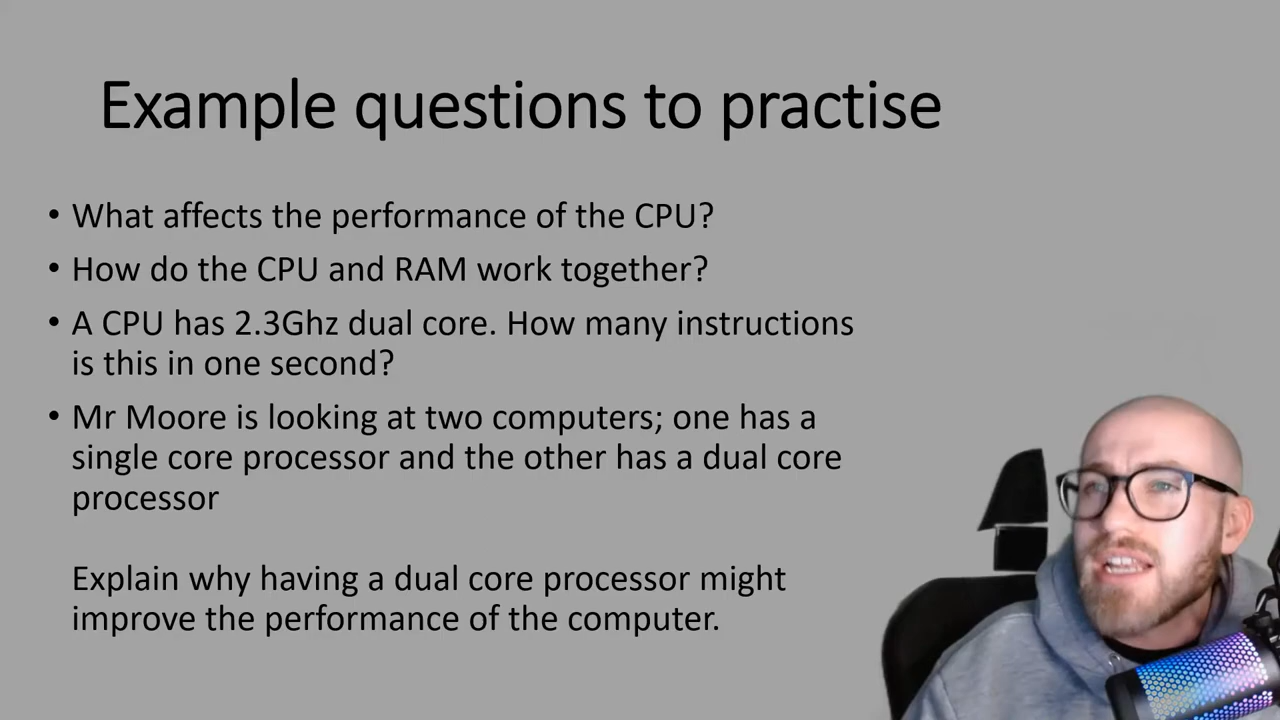 Example questions to practise
• What affects the performance of the CPU?
• How do the CPU and RAM work together?
• A CPU has 2.3Ghz dual core. How many instructions
is this in one second?
• Mr Moore is looking at two computers; one has a
single core processor and the other has a dual core
processor
Explain why having a dual core processor might
improve the performance of the computer.